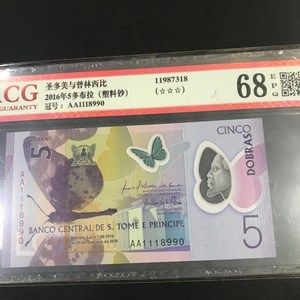 ACG
GUARANTY
圣多美与普林西比
2016年5多布拉（塑料钞）
冠号：AA1118990
11987318
(☆☆☆)
68
EPG
5
CINCO
DOBRAS
AA1118990
BANCO CENTRAL DE S. TOMÉ E PRÍNCIPE
AA1118990
5